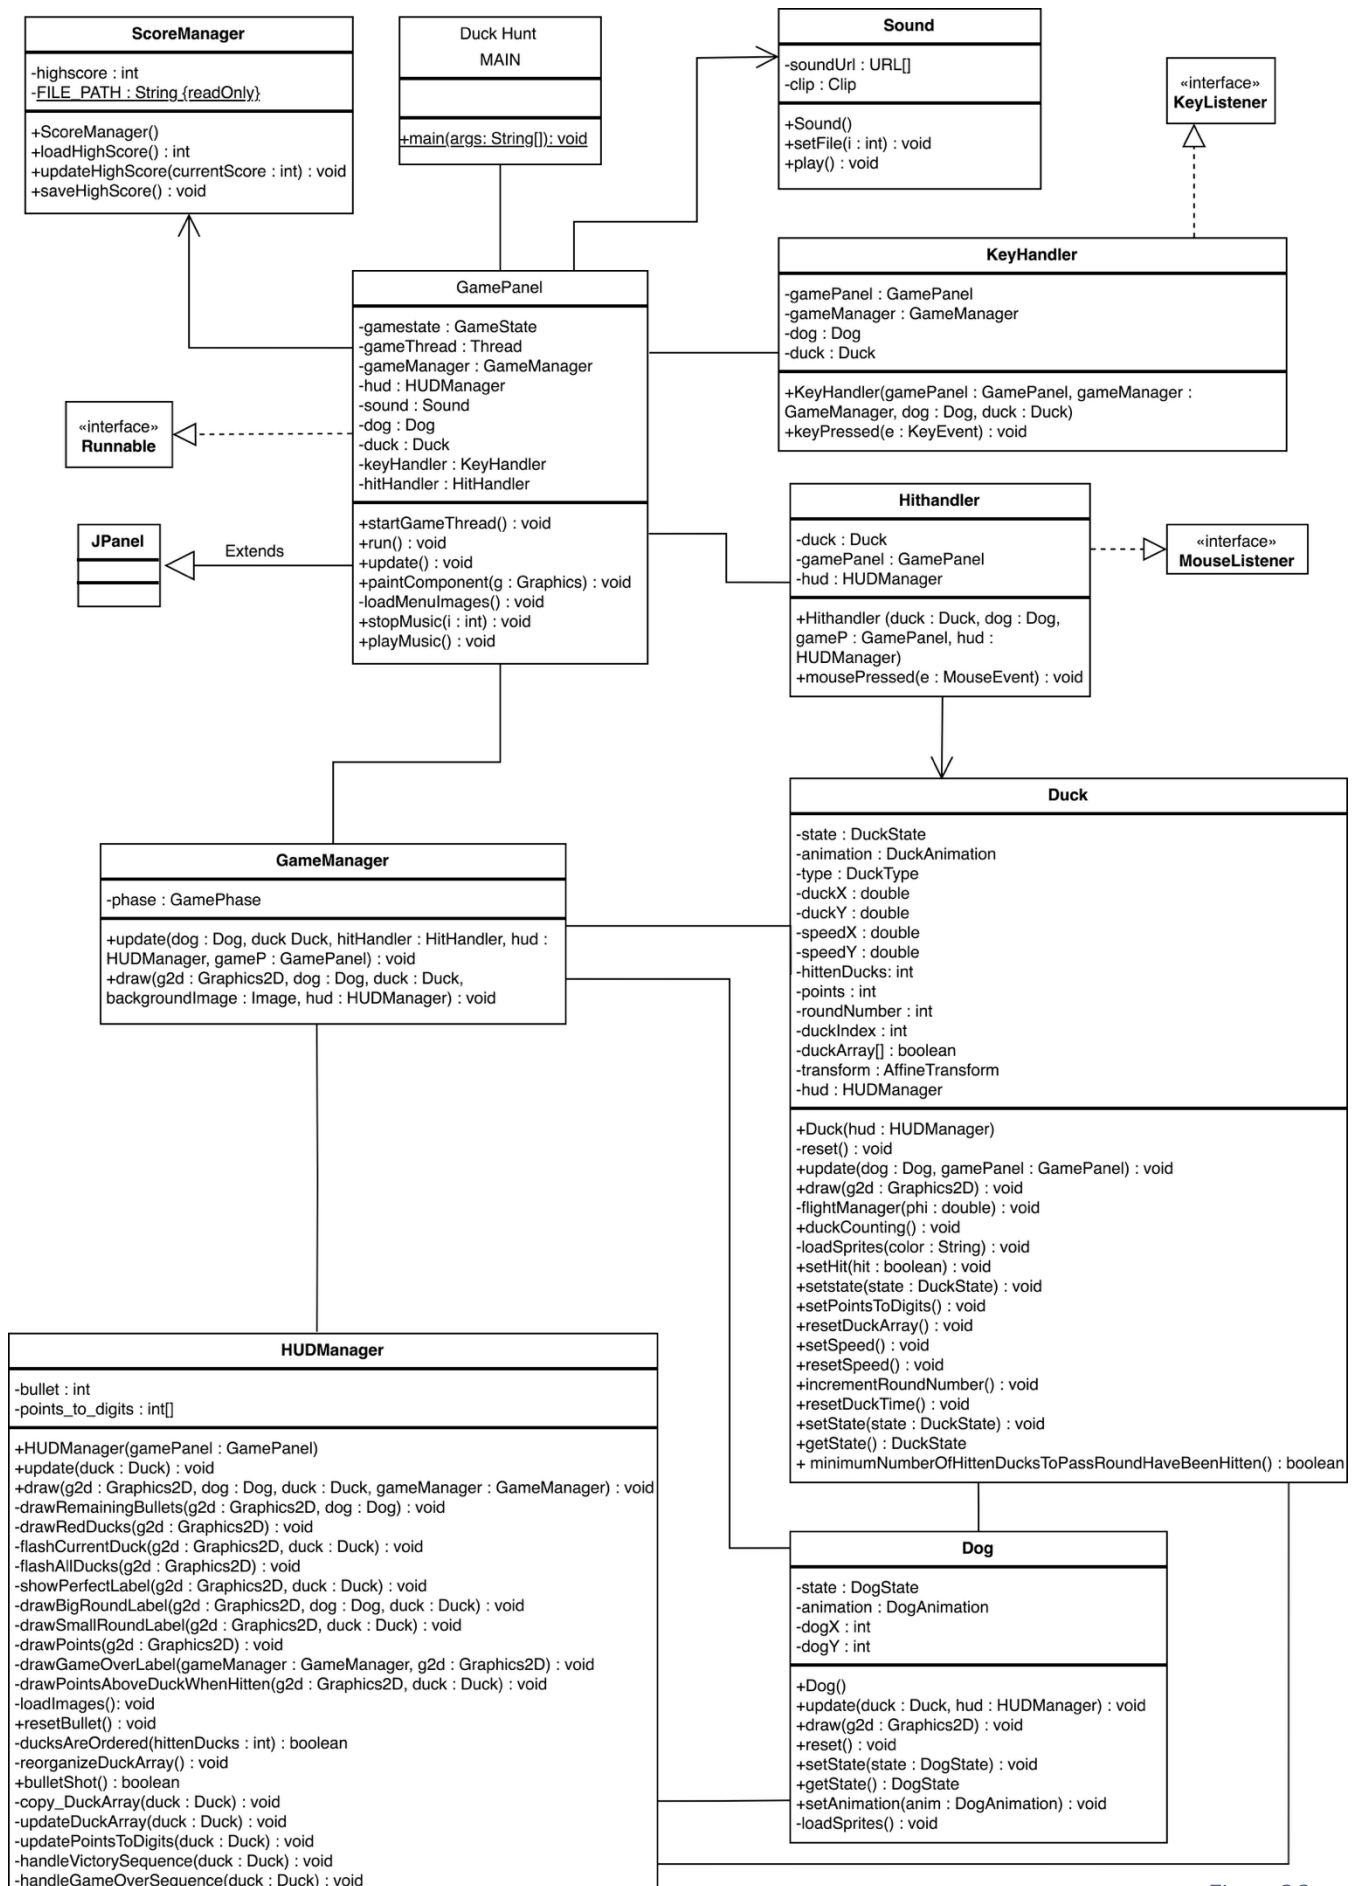 ScoreManager
-highscore : int
-FILE_PATH : String {readOnly}
+ScoreManager()
+loadHighScore() : int
+updateHighScore(currentScore : int) : void
+saveHighScore() : void
Duck Hunt
MAIN
+main(args: String[]): void
Sound
-soundUrl : URL[]
-clip : Clip
+Sound()
+setFile(i : int) : void
+play() : void
«interface»
KeyListener
KeyHandler
-gamePanel : GamePanel
-gameManager : GameManager
-dog : Dog
-duck : Duck
+KeyHandler(gamePanel : GamePanel, gameManager :
GameManager, dog : Dog, duck : Duck)
+keyPressed(e : KeyEvent) : void
GamePanel
-gamestate : GameState
-gameThread : Thread
-gameManager : GameManager
-hud : HUDManager
-sound : Sound
-dog : Dog
-duck : Duck
-keyHandler : KeyHandler
-hitHandler : HitHandler
+startGameThread() : void
+run() : void
+update() : void
+paintComponent(g : Graphics) : void
-loadMenuImages() : void
+stopMusic(i : int) : void
+playMusic() : void
«interface»
Runnable
JPanel
Extends
Hithandler
-duck : Duck
-gamePanel : GamePanel
-hud : HUDManager
+Hithandler (duck : Duck, dog : Dog,
gameP : GamePanel, hud :
HUDManager)
+mousePressed(e : MouseEvent) : void
«interface»
MouseListener
GameManager
-phase : GamePhase
+update(dog : Dog, duck Duck, hitHandler : HitHandler, hud :
HUDManager, gameP : GamePanel) : void
+draw(g2d : Graphics2D, dog : Dog, duck : Duck,
backgroundImage : Image, hud : HUDManager) : void
Duck
-state : DuckState
-animation : DuckAnimation
-type : DuckType
-duckX : double
-duckY : double
-speedX : double
-speedY : double
-hittenDucks: int
-points : int
-roundNumber : int
-duckIndex : int
-duckArray[] : boolean
-transform : AffineTransform
-hud : HUDManager
+Duck(hud : HUDManager)
-reset() : void
+update(dog : Dog, gamePanel : GamePanel) : void
+draw(g2d : Graphics2D) : void
-flightManager(phi : double) : void
+duckCounting() : void
-loadSprites(color : String) : void
+setHit(hit : boolean) : void
+setstate(state : DuckState) : void
+setPointsToDigits() : void
+resetDuckArray() : void
+setSpeed() : void
+resetSpeed() : void
+incrementRoundNumber() : void
+resetDuckTime() : void
+setState(state : DuckState) : void
+getState() : DuckState
+ minimumNumberOfHittenDucksToPassRoundHaveBeenHitten() : boolean
HUDManager
-bullet : int
-points_to_digits : int[]
+HUDManager(gamePanel : GamePanel)
+update(duck : Duck) : void
+draw(g2d : Graphics2D, dog : Dog, duck : Duck, gameManager : GameManager) : void
-drawRemainingBullets(g2d : Graphics2D, dog : Dog) : void
-drawRedDucks(g2d : Graphics2D) : void
-flashCurrentDuck(g2d : Graphics2D, duck : Duck) : void
-flashAllDucks(g2d : Graphics2D) : void
-showPerfectLabel(g2d : Graphics2D, duck : Duck) : void
-drawBigRoundLabel(g2d : Graphics2D, dog : Dog, duck : Duck) : void
-drawSmallRoundLabel(g2d : Graphics2D, duck : Duck) : void
-drawPoints(g2d : Graphics2D) : void
-drawGameOverLabel(gameManager : GameManager, g2d : Graphics2D) : void
-drawPointsAboveDuckWhenHitten(g2d : Graphics2D, duck : Duck) : void
-loadImages(): void
+resetBullet() : void
-ducksAreOrdered(hittenDucks : int) : boolean
-reorganizeDuckArray() : void
+bulletShot() : boolean
-copy_DuckArray(duck : Duck) : void
-updateDuckArray(duck : Duck) : void
-updatePointsToDigits(duck : Duck) : void
-handleVictorySequence(duck : Duck) : void
-handleGameOverSequence(duck : Duck) : void
Dog
-state : DogState
-animation : DogAnimation
-dogX : int
-dogY : int
+Dog()
+update(duck : Duck, hud : HUDManager) : void
+draw(g2d : Graphics2D) : void
+reset() : void
+setState(state : DogState) : void
+getState() : DogState
+setAnimation(anim : DogAnimation) : void
-loadSprites() : void